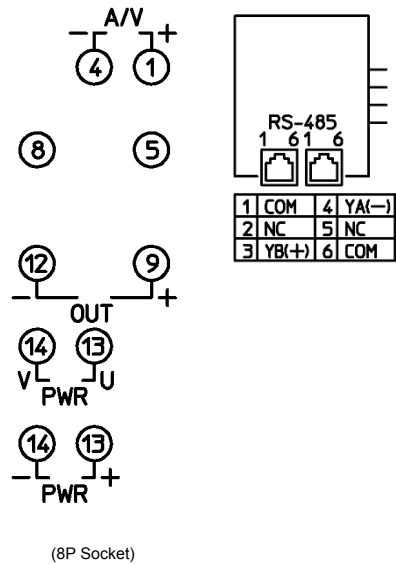 A/V
− +
4 1
8 5
12 9
− OUT +
14 13
V PWR U
14 13
− PWR +
(8P Socket)
RS-485
1 6 1 6
1 COM 4 YA(−)
2 NC 5 NC
3 YB(+) 6 COM